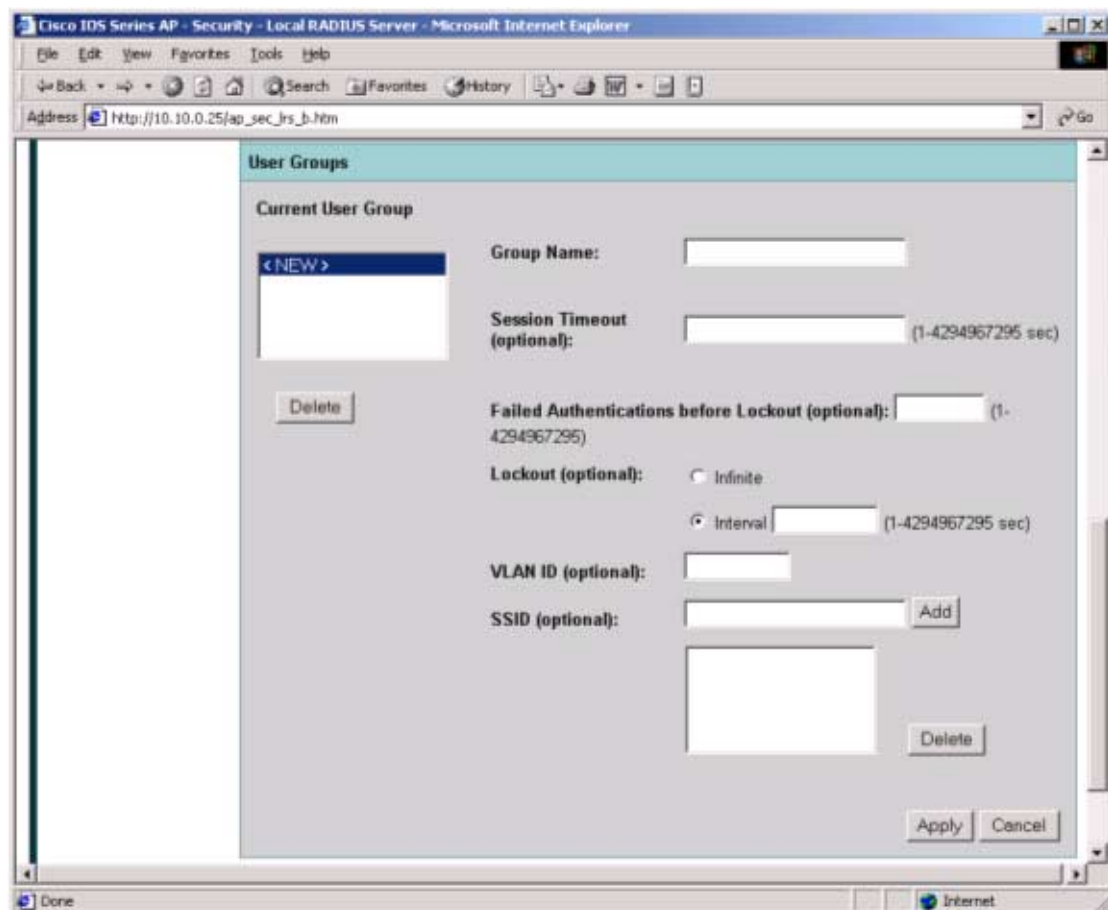 Cisco IOS Series AP - Security - Local RADIUS Server - Microsoft Internet Explorer
File Edit View Favorites Tools Help
Back Search Favorites History
Address http://10.10.0.25/ap_sec_lrs_b.htm Go
User Groups
Current User Group
<NEW>
Delete
Group Name:
Session Timeout
(optional):
(1-4294967295 sec)
Failed Authentications before Lockout (optional): (1-
4294967295)
Lockout (optional): Infinite
Interval (1-4294967295 sec)
VLAN ID (optional):
SSID (optional): Add
Delete
Apply Cancel
Done Internet